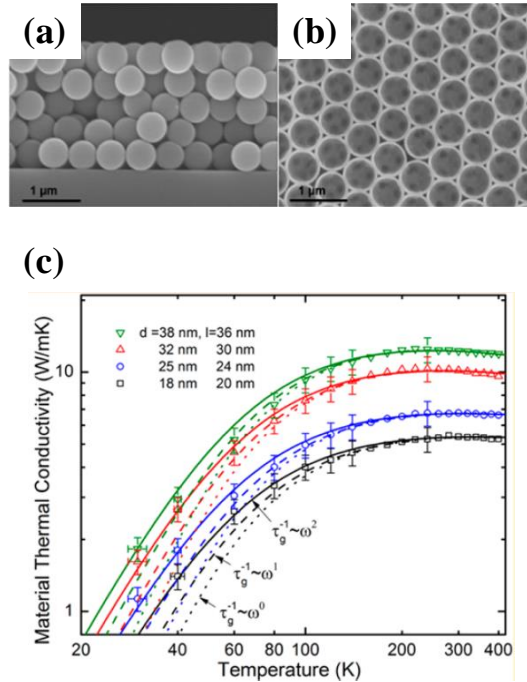 (a)
(b)
1 μm
1 μm
(c)
d =38 nm, l=36 nm
32 nm 30 nm
25 nm 24 nm
18 nm 20 nm
Material Thermal Conductivity (W/mK)
10
1
τg⁻¹~ω²
τg⁻¹~ω¹
τg⁻¹~ω⁰
20 40 60 80 100 200 300 400
Temperature (K)